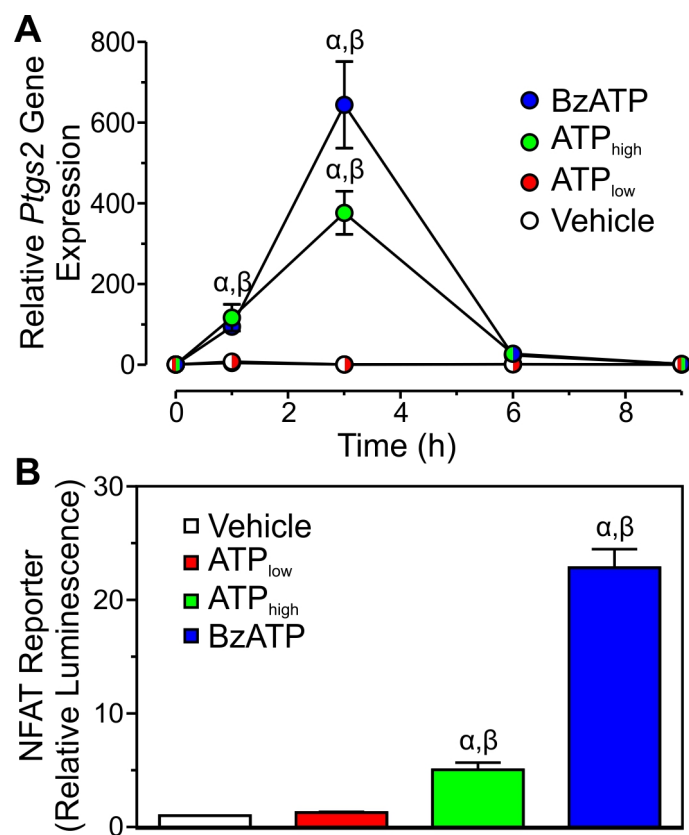 A
Relative Ptgs2 Gene
Expression
800
600
400
200
0
α,β
α,β
α,β
BzATP
ATPhigh
ATPlow
Vehicle
0 2 4 6 8
Time (h)
B
NFAT Reporter
(Relative Luminescence)
30
20
10
0
Vehicle
ATPlow
ATPhigh
BzATP
α,β
α,β